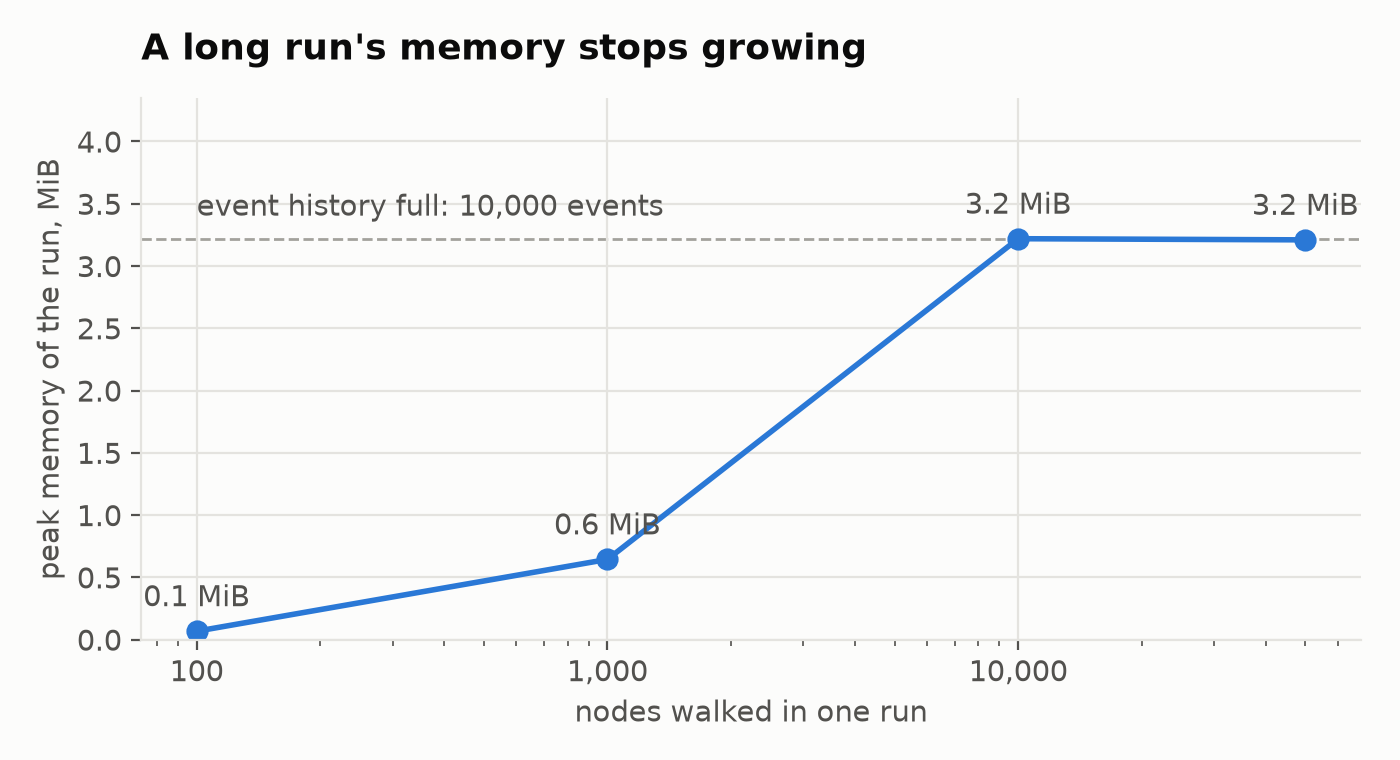 A long run's memory stops growing
peak memory of the run, MiB
4.0
3.5
3.0
2.5
2.0
1.5
1.0
0.5
0.0
event history full: 10,000 events
3.2 MiB
3.2 MiB
0.6 MiB
0.1 MiB
100
1,000
10,000
nodes walked in one run